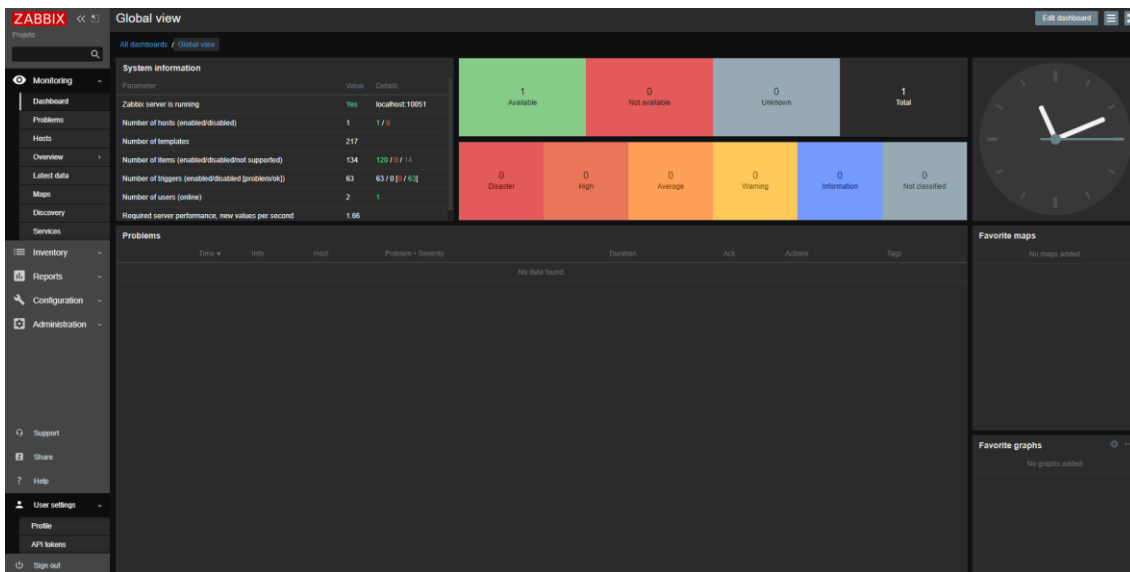 ZABBIX
Projeto
Monitoring
Dashboard
Problems
Hosts
Overview
Latest data
Maps
Discovery
Services
Inventory
Reports
Configuration
Administration
Support
Share
? Help
User settings
Profile
API tokens
Sign out
Global view
Edit dashboard
All dashboards / Global view
System information
Parameter Value Details
Zabbix server is running Yes localhost:10051
Number of hosts (enabled/disabled) 1 1 / 0
Number of templates 217
Number of items (enabled/disabled/not supported) 134 120 / 0 / 14
Number of triggers (enabled/disabled [problem/ok]) 63 63 / 0 [0 / 63]
Number of users (online) 2 1
Required server performance, new values per second 1.66
1 Available
0 Not available
0 Unknown
1 Total
0 Disaster
0 High
0 Average
0 Warning
0 Information
0 Not classified
Problems
Time Info Host Problem • Severity Duration Ack Actions Tags
No data found.
Favorite maps
No maps added.
Favorite graphs
No graphs added.